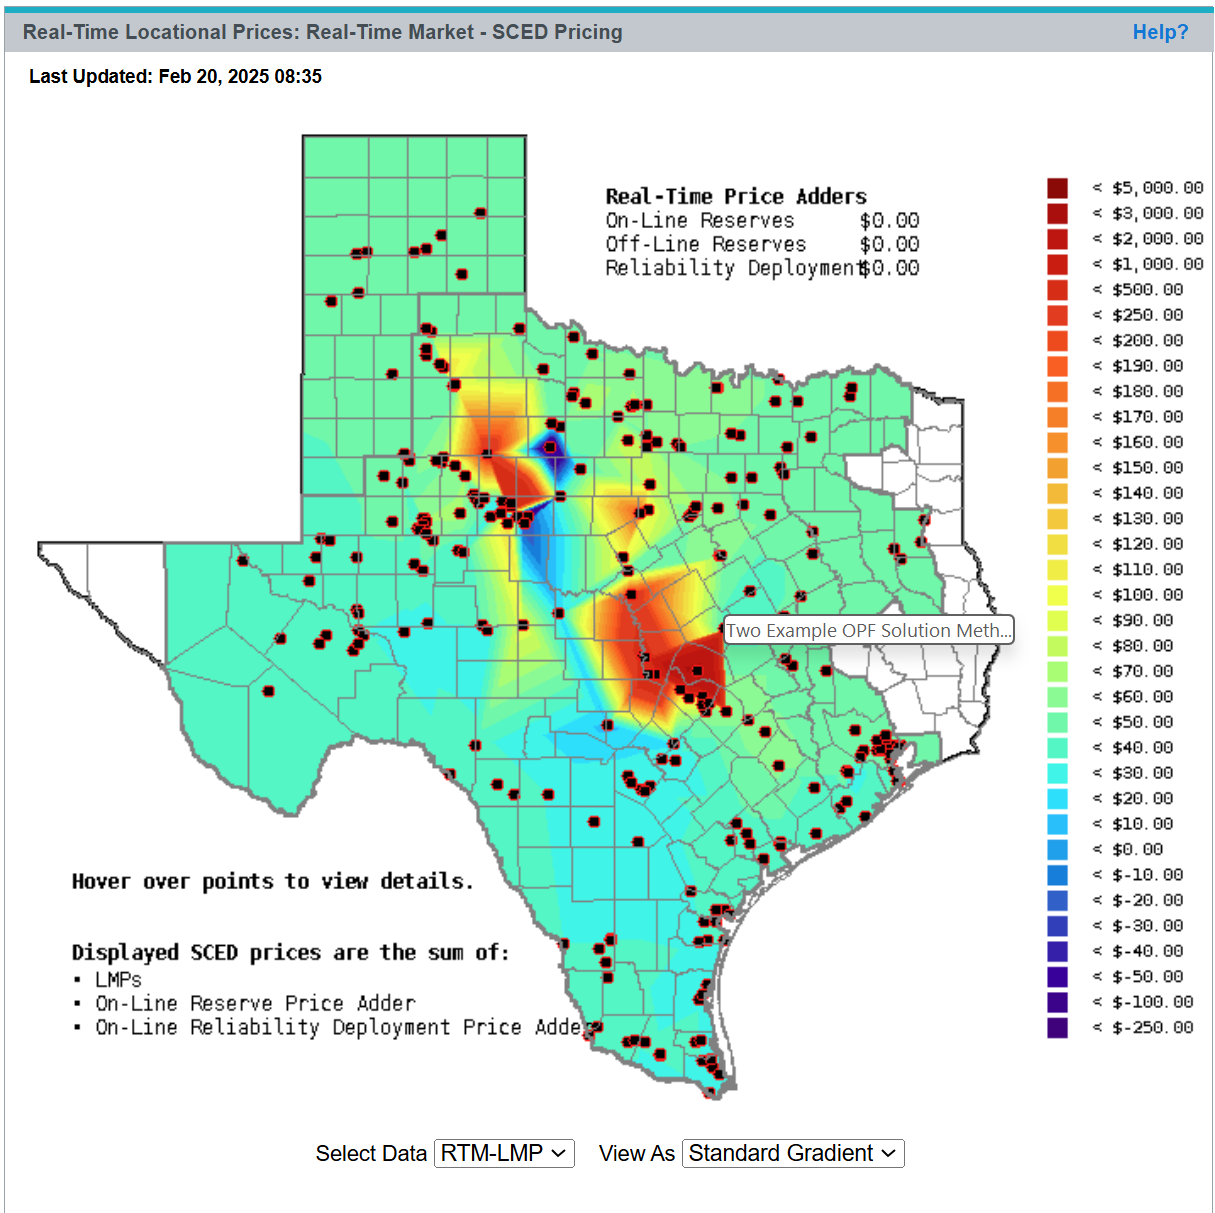 Real-Time Locational Prices: Real-Time Market - SCED Pricing
Help?
Last Updated: Feb 20, 2025 08:35
Real-Time Price Adders
On-Line Reserves $0.00
Off-Line Reserves $0.00
Reliability Deployment $0.00
< $5,000.00
< $3,000.00
< $2,000.00
< $1,000.00
< $500.00
< $250.00
< $200.00
< $190.00
< $180.00
< $170.00
< $160.00
< $150.00
< $140.00
< $130.00
< $120.00
< $110.00
< $100.00
< $90.00
< $80.00
< $70.00
< $60.00
< $50.00
< $40.00
< $30.00
< $20.00
< $10.00
< $0.00
< $-10.00
< $-20.00
< $-30.00
< $-40.00
< $-50.00
< $-100.00
< $-250.00
Two Example OPF Solution Meth...
Hover over points to view details.
Displayed SCED prices are the sum of:
▪ LMPs
▪ On-Line Reserve Price Adder
▪ On-Line Reliability Deployment Price Adde
Select Data RTM-LMP View As Standard Gradient